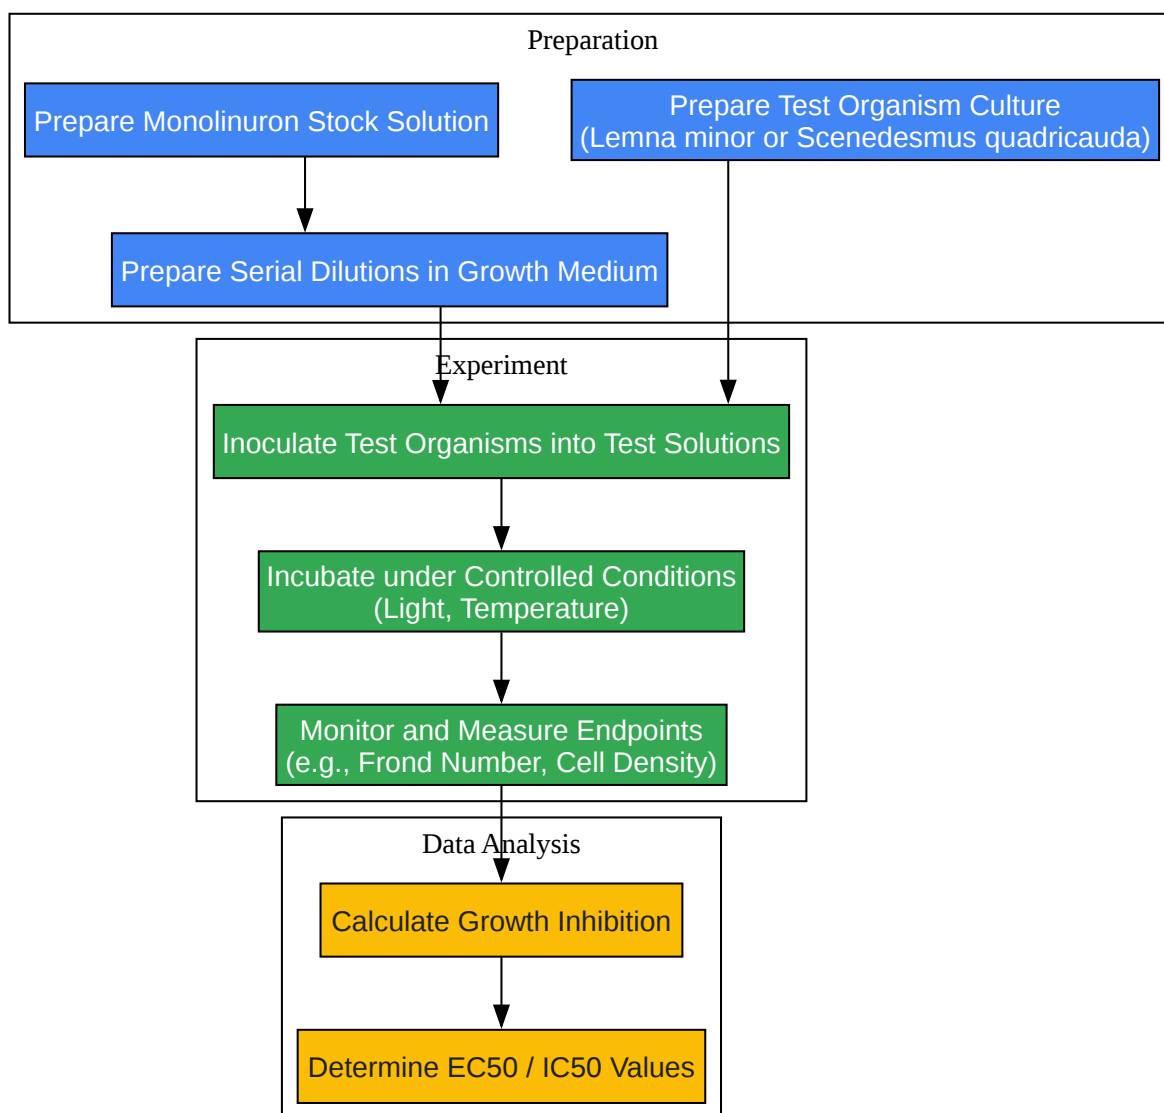 Preparation
Prepare Monolinuron Stock Solution
Prepare Test Organism Culture
(Lemna minor or Scenedesmus quadricauda)
Prepare Serial Dilutions in Growth Medium
Experiment
Inoculate Test Organisms into Test Solutions
Incubate under Controlled Conditions
(Light, Temperature)
Monitor and Measure Endpoints
(e.g., Frond Number, Cell Density)
Data Analysis
Calculate Growth Inhibition
Determine EC50 / IC50 Values